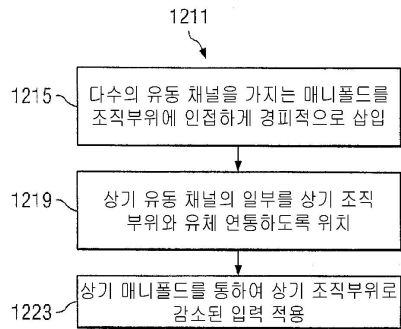 1211
1215
다수의 유동 채널을 가지는 매니폴드를
조직부위에 인접하게 경피적으로 삽입
1219
상기 유동 채널의 일부를 상기 조직
부위와 유체 연통하도록 위치
1223
상기 매니폴드를 통하여 상기 조직부위로
감소된 입력 적용